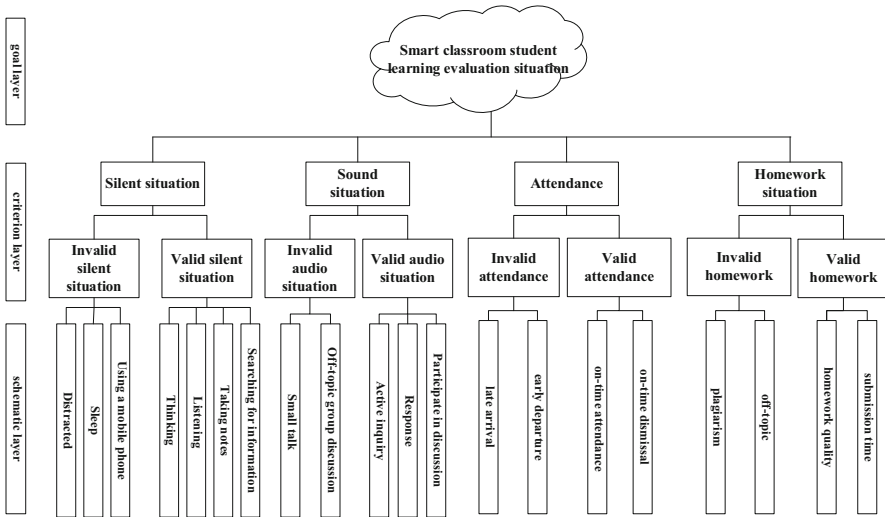 goal layer
Smart classroom student
learning evaluation situation
criterion layer
Silent situation
Sound
situation
Attendance
Homework
situation
Invalid
silent
situation
Valid silent
situation
Invalid
audio
situation
Valid audio
situation
Invalid
attendance
Valid
attendance
Invalid
homework
Valid
homework
schematic layer
Distracted
Sleep
Using a mobile phone
Thinking
Listening
Taking notes
Searching for information
Small talk
Off-topic group discussion
Active inquiry
Response
Participate in discussion
late arrival
early departure
on-time attendance
on-time dismissal
plagiarism
off-topic
homework quality
submission time